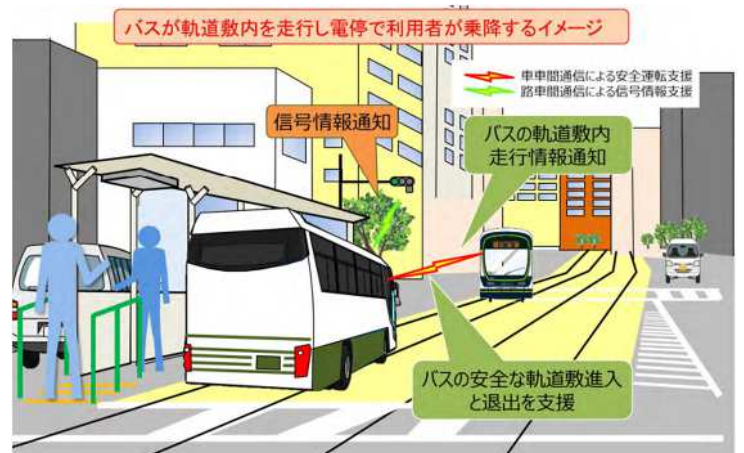 バスが軌道敷内を走行し電停で利用者が乗降するイメージ
車車間通信による安全運転支援
路車間通信による信号情報支援
信号情報通知
バスの軌道敷内
走行情報通知
バスの安全な軌道敷進入
と退出を支援